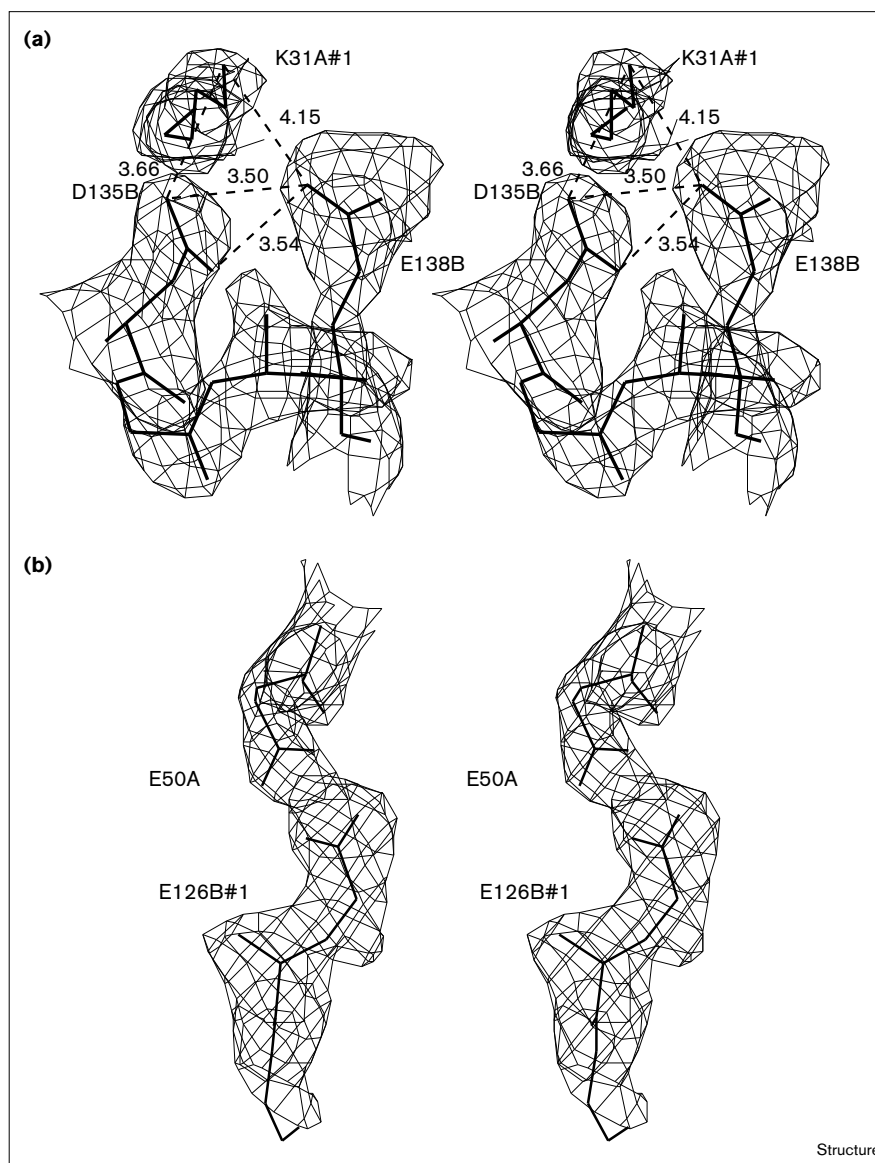 (a)
K31A#1
K31A#1
4.15
4.15
3.66
3.50
3.66
3.50
D135B
D135B
3.54
3.54
E138B
E138B
(b)
E50A
E50A
E126B#1
E126B#1
Structure